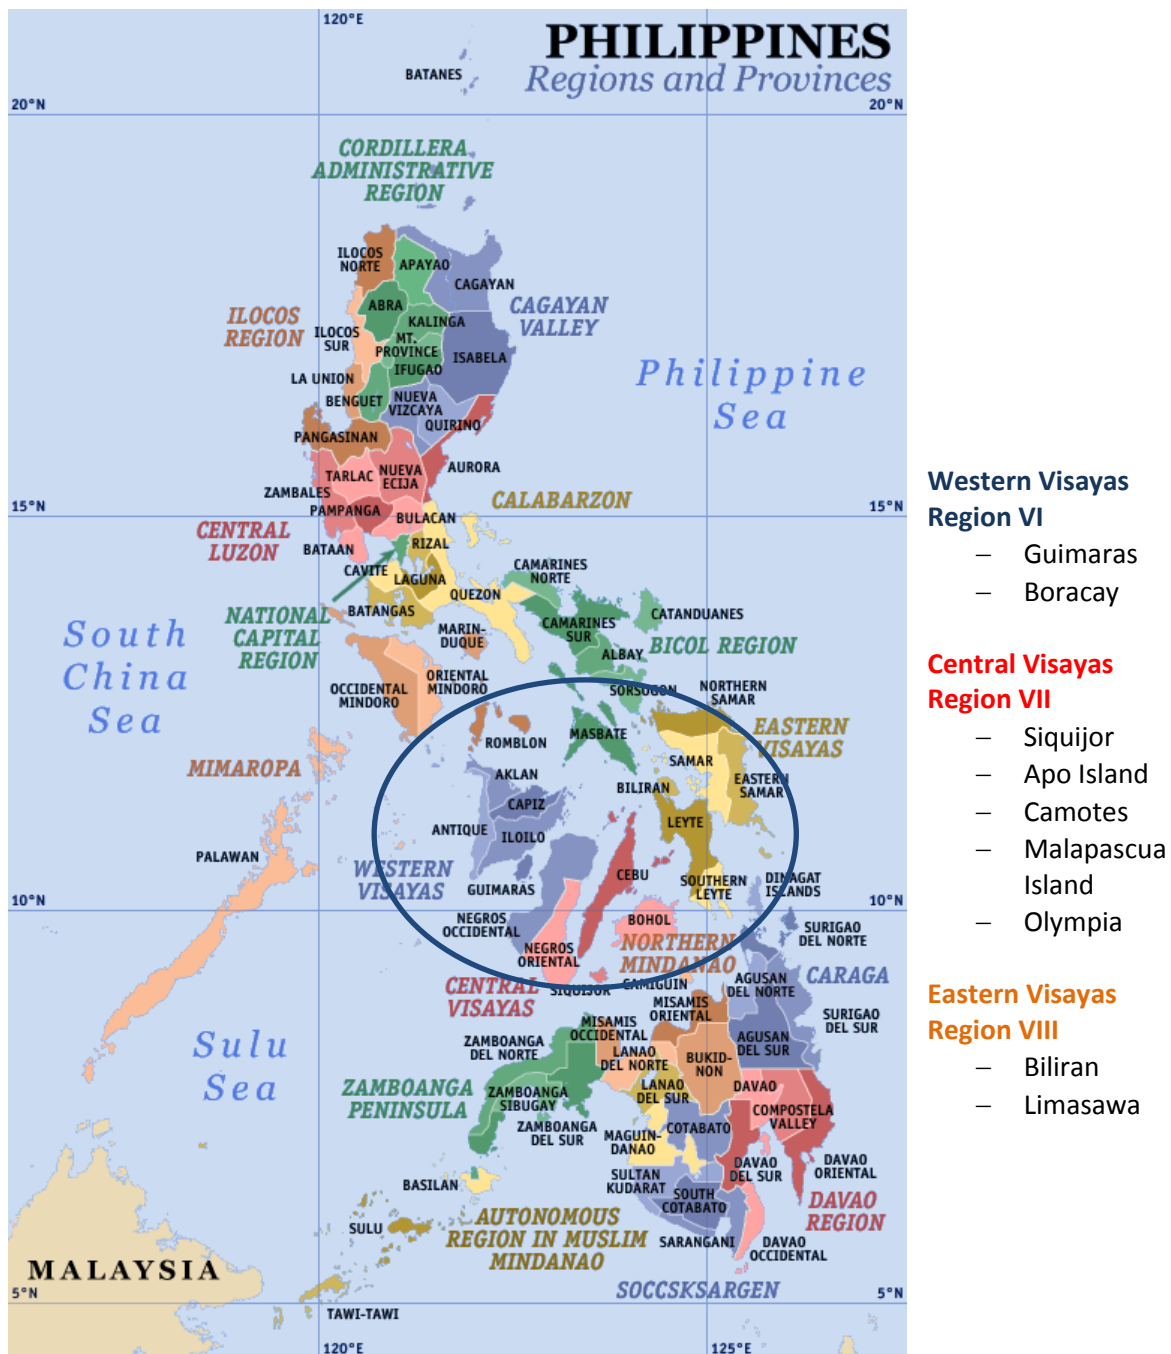 120°E
PHILIPPINES
Regions and Provinces
BATANES
20°N
20°N
CORDILLERA
ADMINISTRATIVE
REGION
ILOCOS
NORTE
APAYAO
CAGAYAN
CAGAYAN
VALLEY
ABRA
ILOCOS
REGION
KALINGA
ILOCOS
SUR
MT.
PROVINCE
ISABELA
IFUGAO
Philippine
Sea
LA UNION
BENGUET
NUEVA
VIZCAYA
QUIRINO
PANGASINAN
AURORA
TARLAC
NUEVA
ECIJA
ZAMBALES
CALABARZON
PAMPANGA
15°N
BULACAN
15°N
CENTRAL
LUZON
BATAAN
RIZAL
CAVITE
LAGUNA
CAMARINES
NORTE
QUEZON
BATANGAS
CATANDUANES
NATIONAL
CAPITAL
REGION
MARIN-
DUQUE
CAMARINES
SUR
ALBAY
BICOL REGION
South
China
Sea
OCCIDENTAL
MINDORO
ORIENTAL
MINDORO
SORSOGON
NORTHERN
SAMAR
ROMBLON
MASBATE
EASTERN
VISAYAS
MIMAROPA
SAMAR
EASTERN
SAMAR
AKLAN
BILIRAN
CAPIZ
LEYTE
ANTIQUE
ILOILO
PALAWAN
WESTERN
VISAYAS
CEBU
GUIMARAS
SOUTHERN
LEYTE
DINAGAT
ISLANDS
10°N
10°N
NEGROS
OCCIDENTAL
BOHOL
SURIGAO
DEL NORTE
NEGROS
ORIENTAL
NORTHERN
MINDANAO
CARAGA
CENTRAL
VISAYAS
SIQUIJOR
CAMIGUIN
AGUSAN
DEL NORTE
MISAMIS
ORIENTAL
SURIGAO
DEL SUR
MISAMIS
OCCIDENTAL
AGUSAN
DEL SUR
Sulu
Sea
ZAMBOANGA
DEL NORTE
LANAO
DEL NORTE
BUKID-
NON
ZAMBOANGA
PENINSULA
ZAMBOANGA
SIBUGAY
LANAO
DEL SUR
DAVAO
COMPOSTELA
VALLEY
ZAMBOANGA
DEL SUR
COTABATO
MAGUIN-
DANAO
DAVAO
DEL SUR
DAVAO
ORIENTAL
BASILAN
SULTAN
KUDARAT
SOUTH
COTABATO
DAVAO
REGION
SULU
AUTONOMOUS
REGION IN MUSLIM
MINDANAO
SARANGANI
DAVAO
OCCIDENTAL
MALAYSIA
SOCCSKSARGEN
5°N
5°N
TAWI-TAWI
120°E
125°E
Western Visayas
Region VI
– Guimaras
– Boracay
Central Visayas
Region VII
– Siquijor
– Apo Island
– Camotes
– Malapascua
Island
– Olympia
Eastern Visayas
Region VIII
– Biliran
– Limasawa